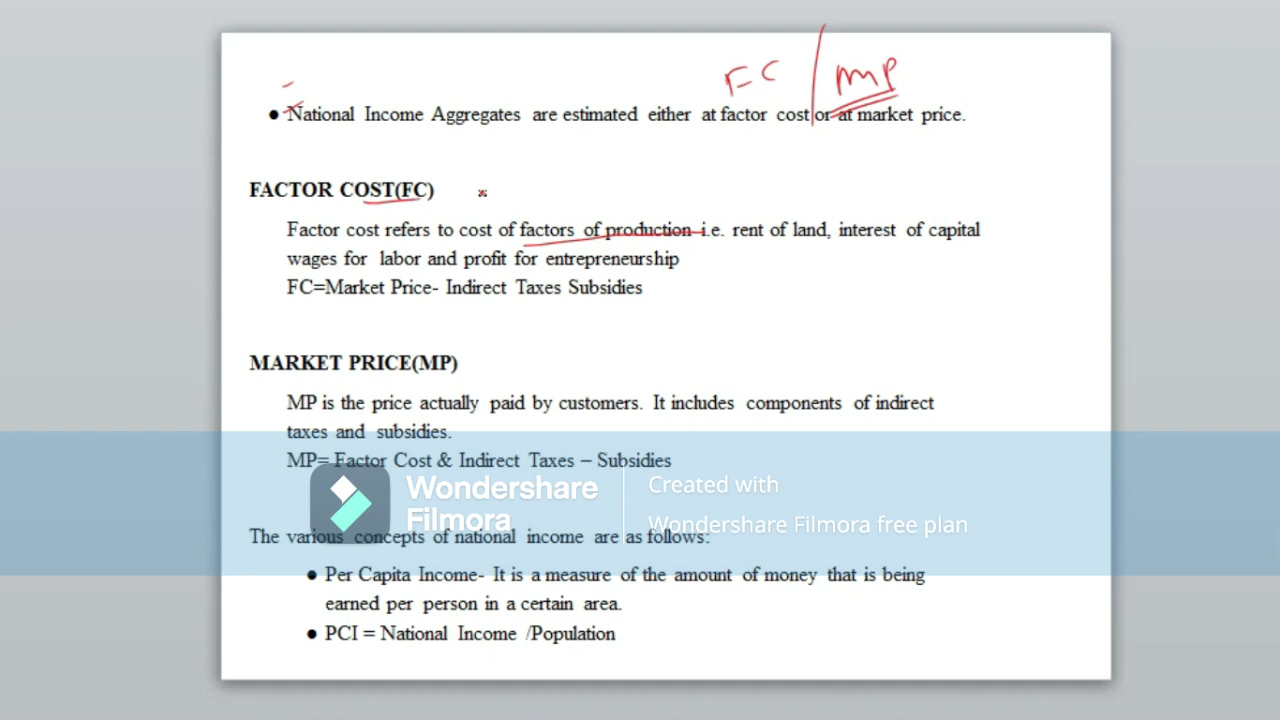 FC / MP
● National Income Aggregates are estimated either at factor cost or at market price.
FACTOR COST(FC)
Factor cost refers to cost of factors of production i.e. rent of land, interest of capital
wages for labor and profit for entrepreneurship
FC=Market Price- Indirect Taxes Subsidies
MARKET PRICE(MP)
MP is the price actually paid by customers. It includes components of indirect
taxes and subsidies.
MP= Factor Cost & Indirect Taxes – Subsidies
Wondershare
Filmora
Created with
Wondershare Filmora free plan
The various concepts of national income are as follows:
● Per Capita Income- It is a measure of the amount of money that is being
earned per person in a certain area.
● PCI = National Income /Population